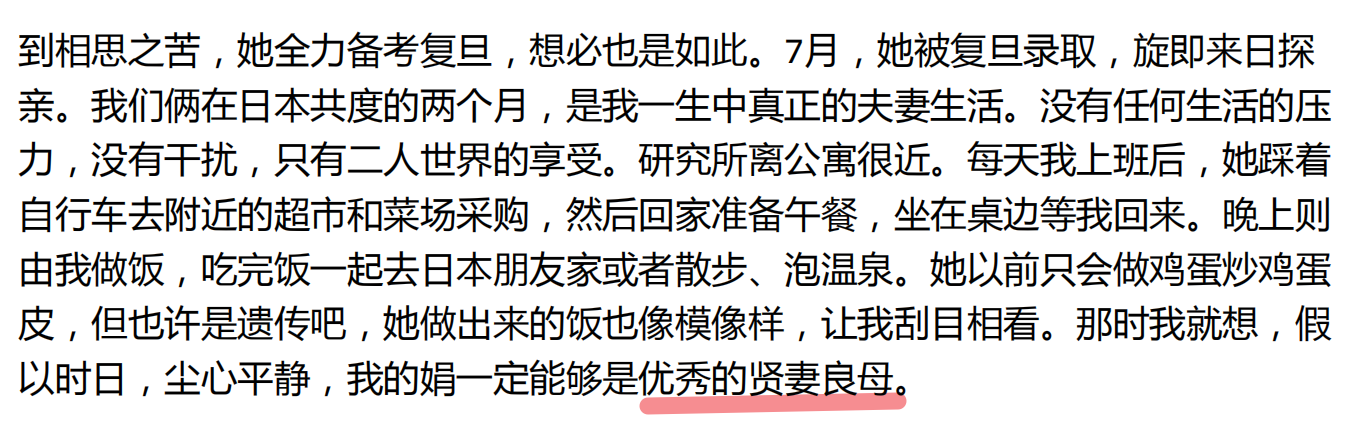 到相思之苦，她全力备考复旦，想必也是如此。7月，她被复旦录取，旋即来日探
亲。我们俩在日本共度的两个月，是我一生中真正的夫妻生活。没有任何生活的压
力，没有干扰，只有二人世界的享受。研究所离公寓很近。每天我上班后，她踩着
自行车去附近的超市和菜场采购，然后回家准备午餐，坐在桌边等我回来。晚上则
由我做饭，吃完饭一起去日本朋友家或者散步、泡温泉。她以前只会做鸡蛋炒鸡蛋
皮，但也许是遗传吧，她做出来的饭也像模像样，让我刮目相看。那时我就想，假
以时日，尘心平静，我的娟一定能够是优秀的贤妻良母。